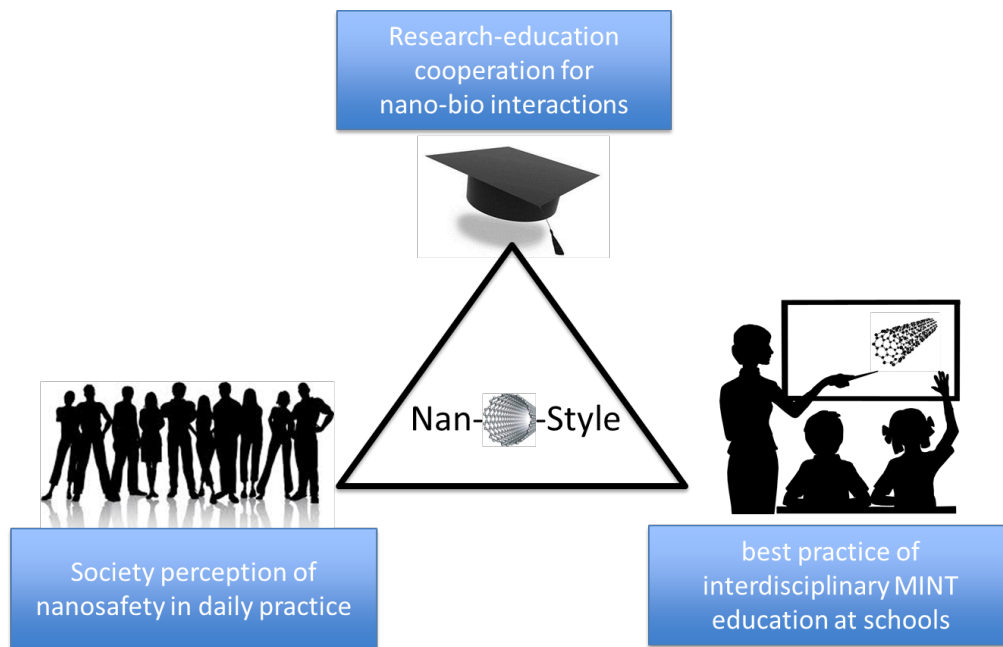 Research-education
cooperation for
nano-bio interactions
Nan- -Style
Society perception of
nanosafety in daily practice
best practice of
interdisciplinary MINT
education at schools